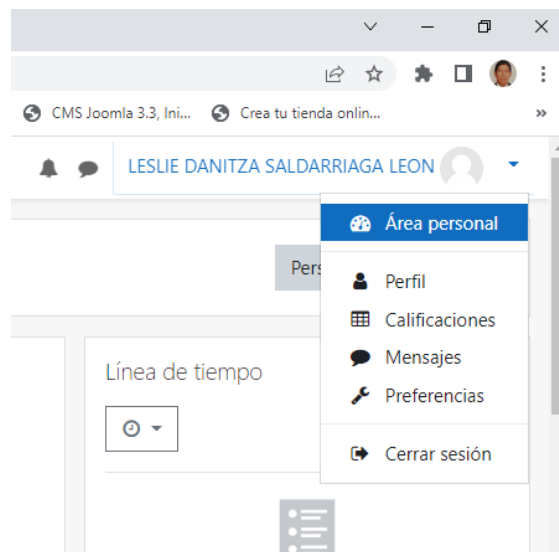 CMS Joomla 3.3, Ini... Crea tu tienda onlin... »
LESLIE DANITZA SALDARRIAGA LEON
Área personal
Pers
Perfil
Calificaciones
Mensajes
Preferencias
Cerrar sesión
Línea de tiempo